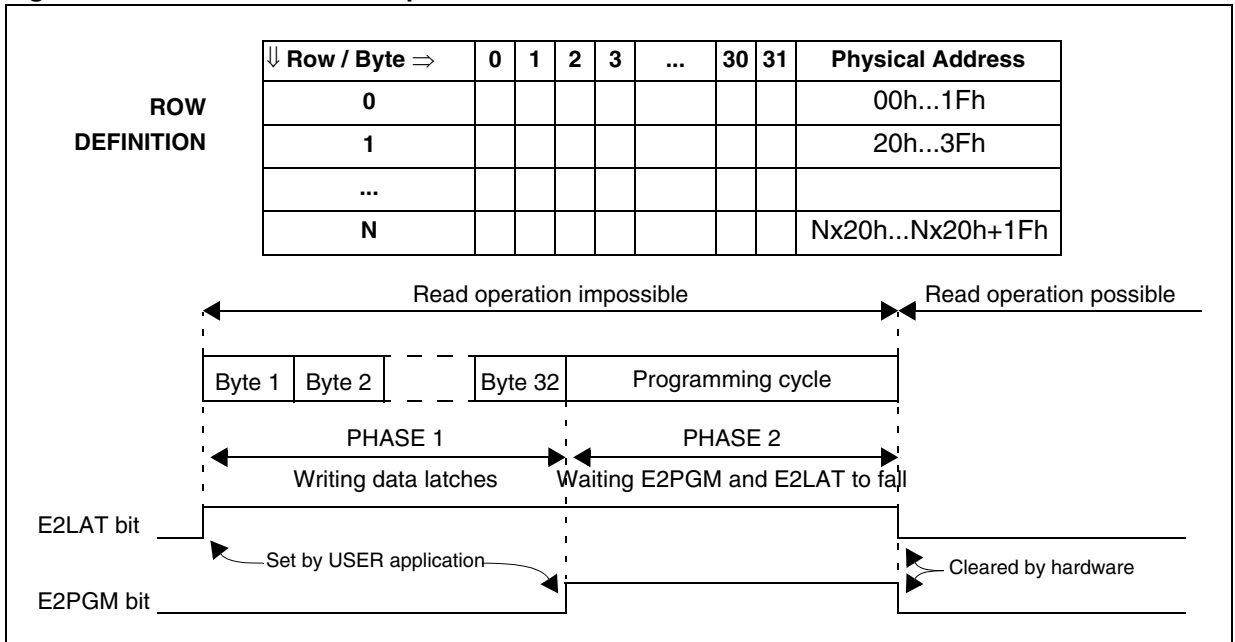 ⇓ Row / Byte ⇒ 0 1 2 3 ... 30 31 Physical Address
ROW
DEFINITION
0 00h...1Fh
1 20h...3Fh
...
N Nx20h...Nx20h+1Fh
Read operation impossible
Read operation possible
Byte 1 Byte 2 Byte 32 Programming cycle
PHASE 1 PHASE 2
Writing data latches Waiting E2PGM and E2LAT to fall
E2LAT bit
Set by USER application
Cleared by hardware
E2PGM bit